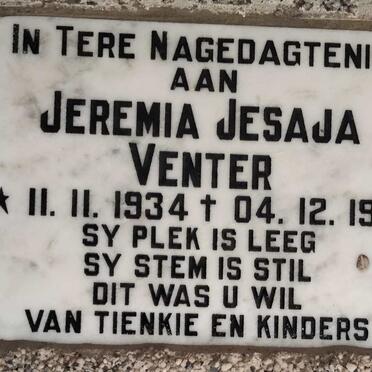 IN TERE NAGEDAGTENI
AAN
JEREMIA JESAJA
VENTER
★ 11. 11. 1934 † 04. 12. 19
SY PLEK IS LEEG
SY STEM IS STIL
DIT WAS U WIL
VAN TIENKIE EN KINDERS